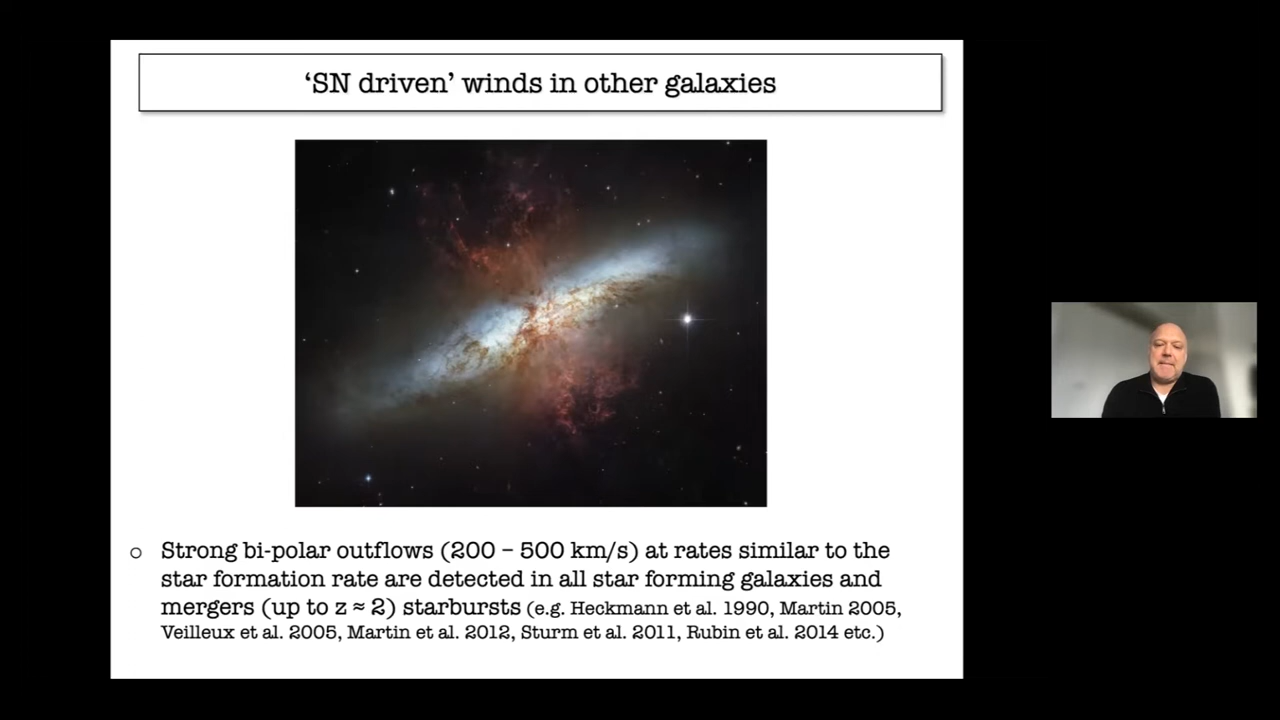 ‘SN driven’ winds in other galaxies
○ Strong bi-polar outflows (200 – 500 km/s) at rates similar to the
star formation rate are detected in all star forming galaxies and
mergers (up to z ≈ 2) starbursts (e.g. Heckmann et al. 1990, Martin 2005,
Veilleux et al. 2005, Martin et al. 2012, Sturm et al. 2011, Rubin et al. 2014 etc.)